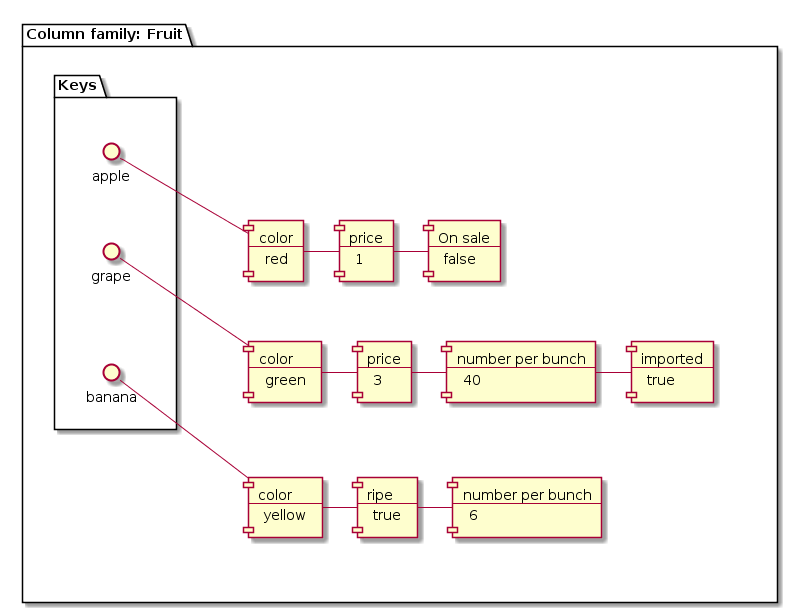 Column family: Fruit
Keys
apple
color
price
On sale
red
1
false
grape
color
price
number per bunch
imported
green
3
40
true
banana
color
ripe
number per bunch
yellow
true
6